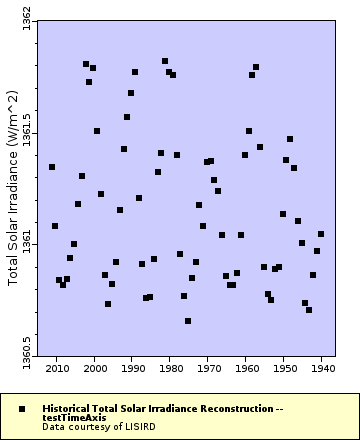 1362
1361.5
1361
1360.5
Total Solar Irradiance (W/m^2)
2010 2000 1990 1980 1970 1960 1950 1940
Historical Total Solar Irradiance Reconstruction --
testTimeAxis
Data courtesy of LISIRD